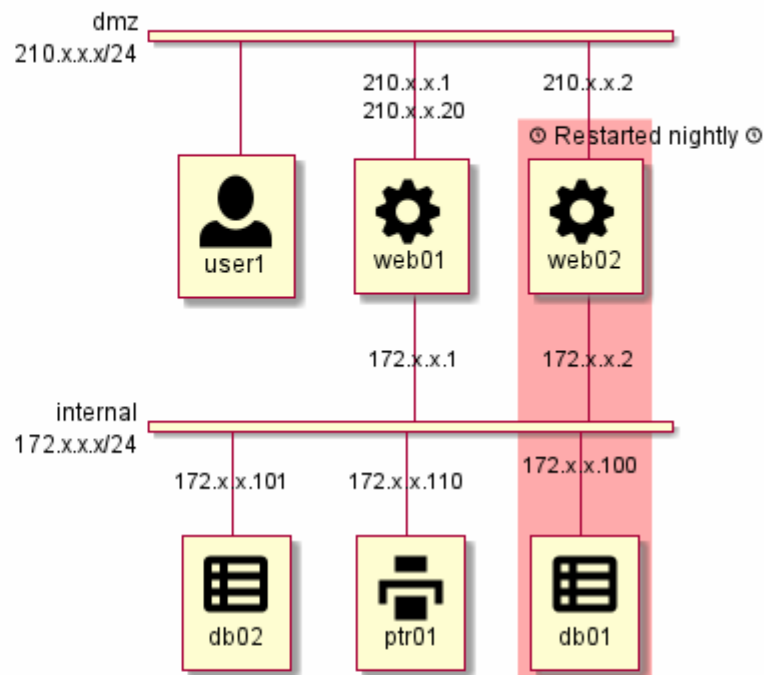 dmz
210.x.x.x/24
210.x.x.1
210.x.x.20
210.x.x.2
Restarted nightly
user1
web01
web02
172.x.x.1
172.x.x.2
internal
172.x.x.x/24
172.x.x.101
172.x.x.110
172.x.x.100
db02
ptr01
db01